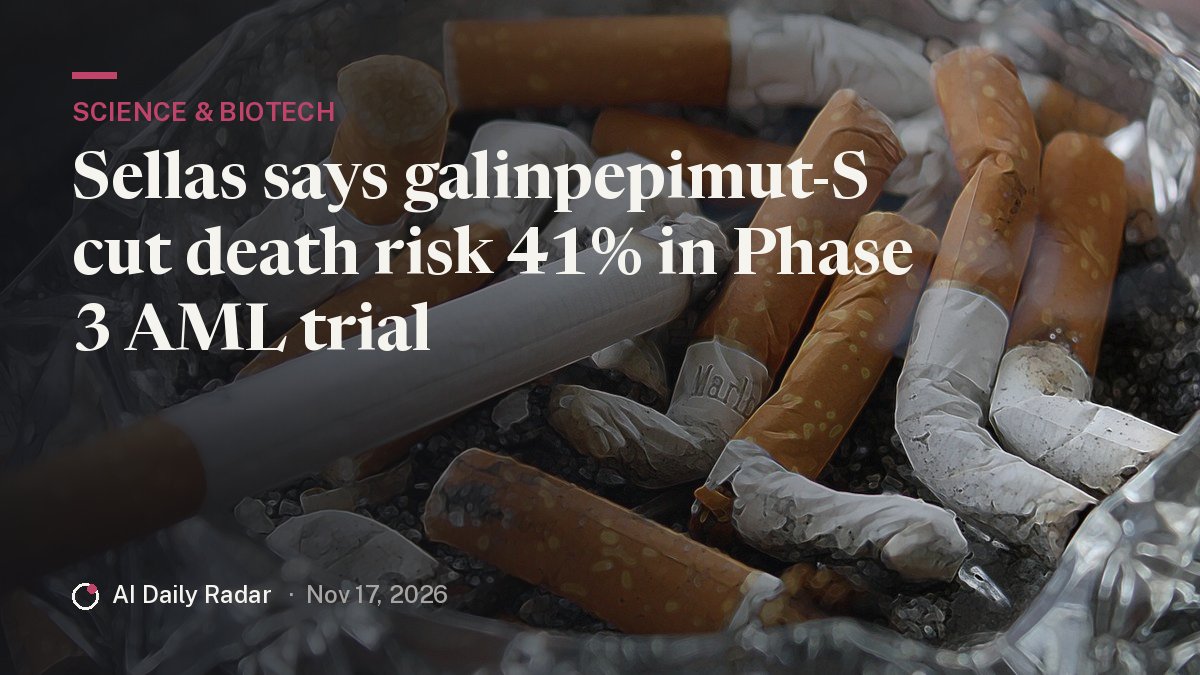 SCIENCE & BIOTECH
Sellas says galinpepimut-S
cut death risk 41% in Phase
3 AML trial
AI Daily Radar · Nov 17, 2026